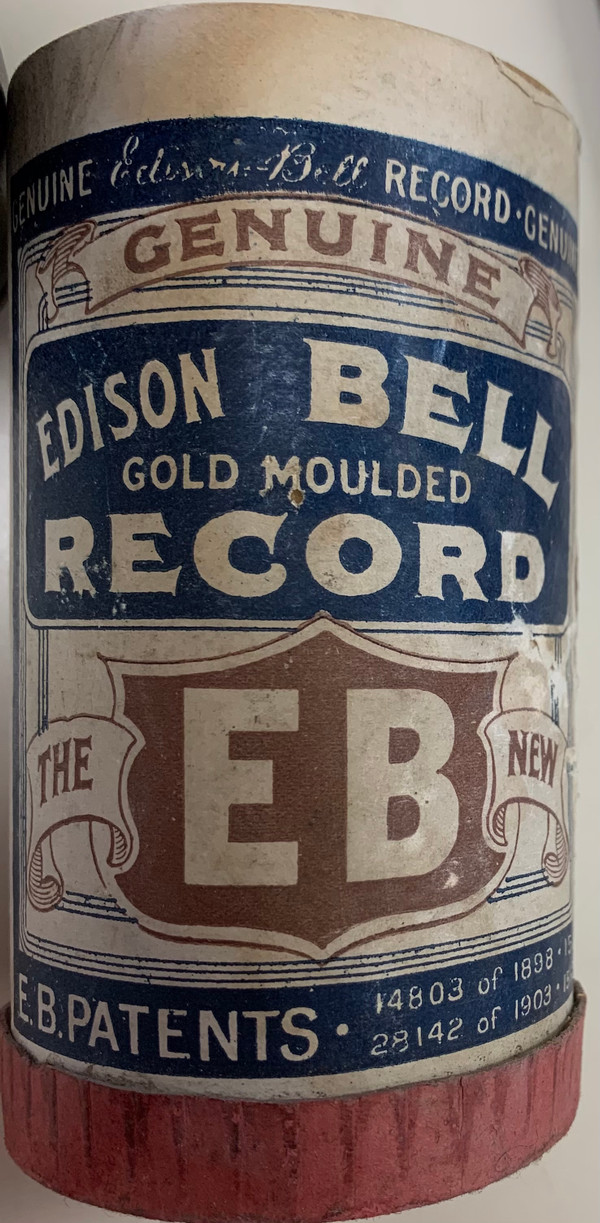 GENUINE Edison-Bell RECORD · GENUINE
GENUINE
EDISON BELL
GOLD MOULDED
RECORD
THE EB NEW
E.B. PATENTS · 14803 of 1898 ·
28142 of 1903 ·